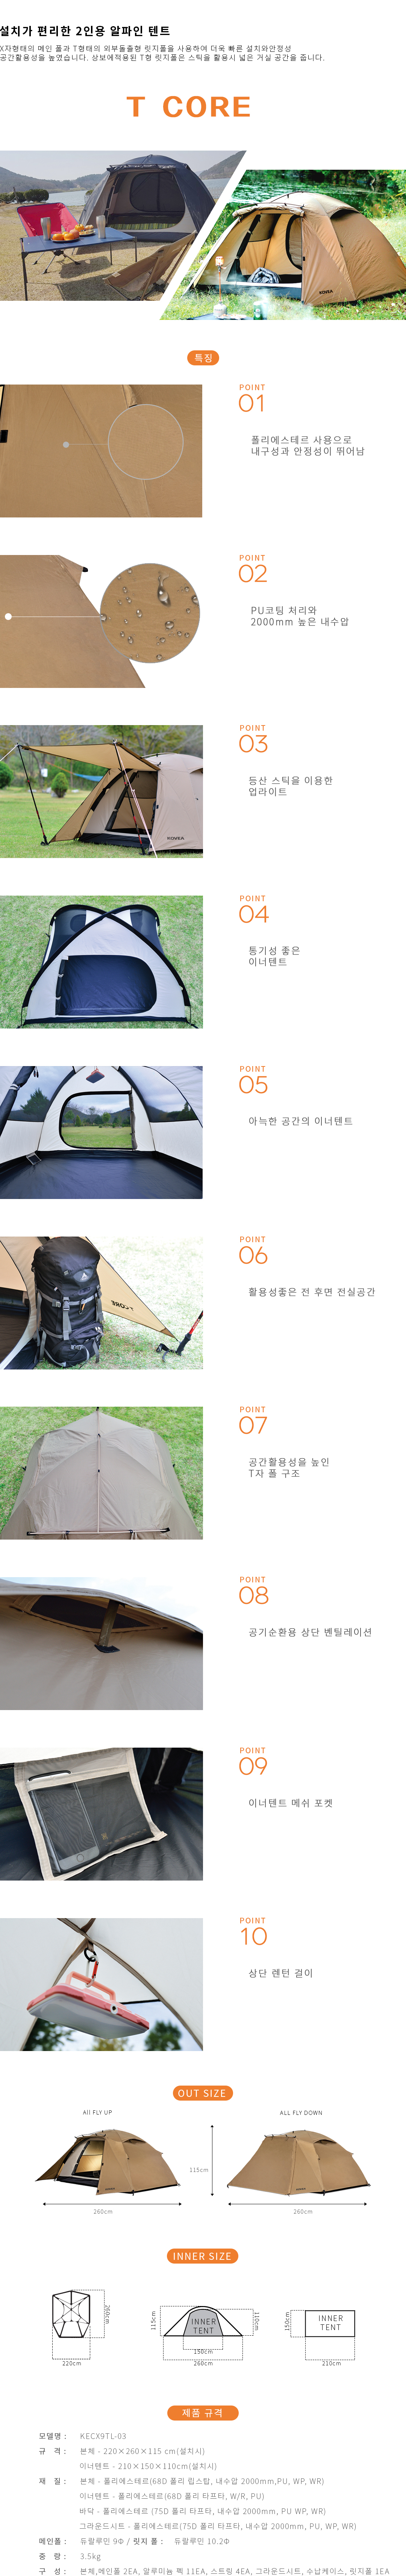 설치가 편리한 2인용 알파인 텐트
X자형태의 메인 폴과 T형태의 외부돌출형 릿지폴을 사용하여 더욱 빠른 설치와안정성
공간활용성을 높였습니다. 상보에적용된 T형 릿지폴은 스틱을 활용시 넓은 거실 공간을 줍니다.
T CORE
KOVEA
특징
POINT
01
폴리에스테르 사용으로
내구성과 안정성이 뛰어남
POINT
02
PU코팅 처리와
2000mm 높은 내수압
POINT
03
등산 스틱을 이용한
업라이트
KOVEA
POINT
04
통기성 좋은
이너텐트
POINT
05
아늑한 공간의 이너텐트
POINT
06
활용성좋은 전 후면 전실공간
T CORE
POINT
07
공간활용성을 높인
T자 폴 구조
POINT
08
공기순환용 상단 벤틸레이션
POINT
09
이너텐트 메쉬 포켓
POINT
10
상단 렌턴 걸이
OUT SIZE
All FLY UP
ALL FLY DOWN
115cm
260cm
260cm
INNER SIZE
260cm
220cm
115cm
INNER
TENT
110cm
150cm
260cm
150cm
INNER
TENT
210cm
제품 규격
모델명 : KECX9TL-03
규 격 : 본체 - 220×260×115 cm(설치시)
이너텐트 - 210×150×110cm(설치시)
재 질 : 본체 - 폴리에스테르(68D 폴리 립스탑, 내수압 2000mm,PU, WP, WR)
이너텐트 - 폴리에스테르(68D 폴리 타프타, W/R, PU)
바닥 - 폴리에스테르 (75D 폴리 타프타, 내수압 2000mm, PU WP, WR)
그라운드시트 - 폴리에스테르(75D 폴리 타프타, 내수압 2000mm, PU, WP, WR)
메인폴 : 듀랄루민 9Φ / 릿지 폴 : 듀랄루민 10.2Φ
중 량 : 3.5kg
구 성 : 본체,메인폴 2EA, 알루미늄 펙 11EA, 스트링 4EA, 그라운드시트, 수납케이스, 릿지폴 1EA